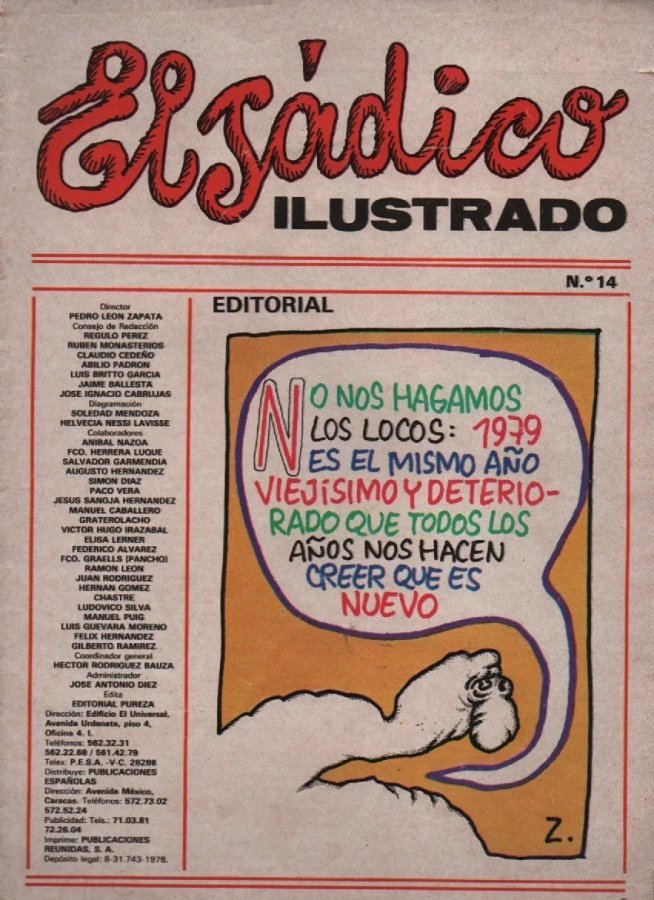 El Sádico
ILUSTRADO
N.º 14
Director
PEDRO LEON ZAPATA
Consejo de Redacción
REGULO PEREZ
RUBEN MONASTERIOS
CLAUDIO CEDEÑO
ABILIO PADRON
LUIS BRITTO GARCIA
JAIME BALLESTA
JOSE IGNACIO CABRUJAS
Diagramación
SOLEDAD MENDOZA
HELVECIA NESSI LAVISSE
Colaboradores
ANIBAL NAZOA
FCO. HERRERA LUQUE
SALVADOR GARMENDIA
AUGUSTO HERNANDEZ
SIMON DIAZ
PACO VERA
JESUS SANOJA HERNANDEZ
MANUEL CABALLERO
GRATEROLACHO
VICTOR HUGO IRAZABAL
ELISA LERNER
FEDERICO ALVAREZ
FCO. GRAELLS (PANCHO)
RAMON LEON
JUAN RODRIGUEZ
HERNAN GOMEZ
CHASTRE
LUDOVICO SILVA
MANUEL PUIG
LUIS GUEVARA MORENO
FELIX HERNANDEZ
GILBERTO RAMIREZ
Coordinador general
HECTOR RODRIGUEZ BAUZA
Administrador
JOSE ANTONIO DIEZ
Edita
EDITORIAL PUREZA
Dirección: Edificio El Universal,
Avenida Urdaneta, piso 4,
Oficina 4. I.
Teléfonos: 562.32.31
562.22.68 / 561.42.79
Telex: P.E.S.A. -V-C. 28286
Distribuye: PUBLICACIONES
ESPAÑOLAS
Dirección: Avenida México,
Caracas. Teléfonos: 572.73.02
572.52.24
Publicidad: Tels.: 71.03.81
72.26.04
Imprime: PUBLICACIONES
REUNIDAS, S. A.
Depósito legal: B-31.743-1978.
EDITORIAL
NO NOS HAGAMOS
LOS LOCOS: 1979
ES EL MISMO AÑO
VIEJÍSIMO Y DETERIO-
RADO QUE TODOS LOS
AÑOS NOS HACEN
CREER QUE ES
NUEVO
Z.